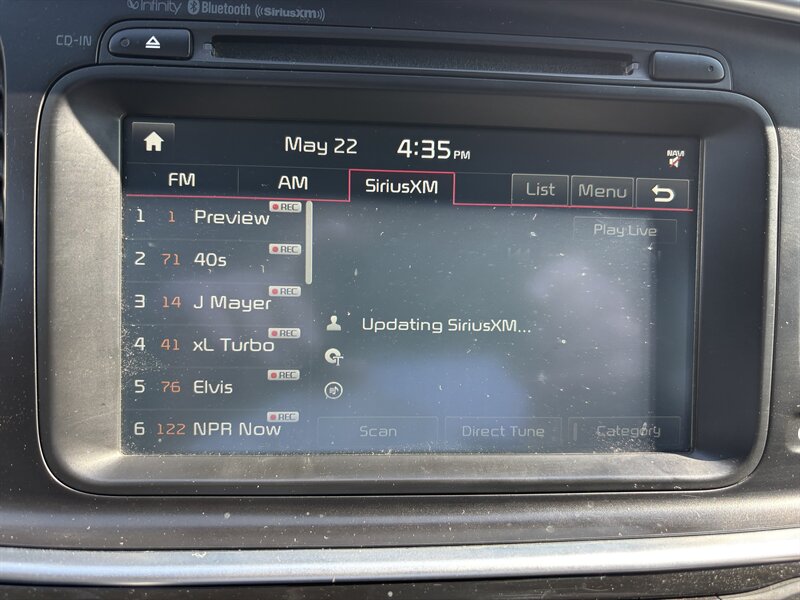 infinity Bluetooth ((SiriusXM))
CD-IN
May 22 4:35 PM NAVI
FM AM SiriusXM List Menu
1 1 Preview REC
Play Live
2 71 40s REC
3 14 J Mayer REC
Updating SiriusXM...
4 41 xL Turbo REC
5 76 Elvis REC
6 122 NPR Now REC
Scan Direct Tune Category